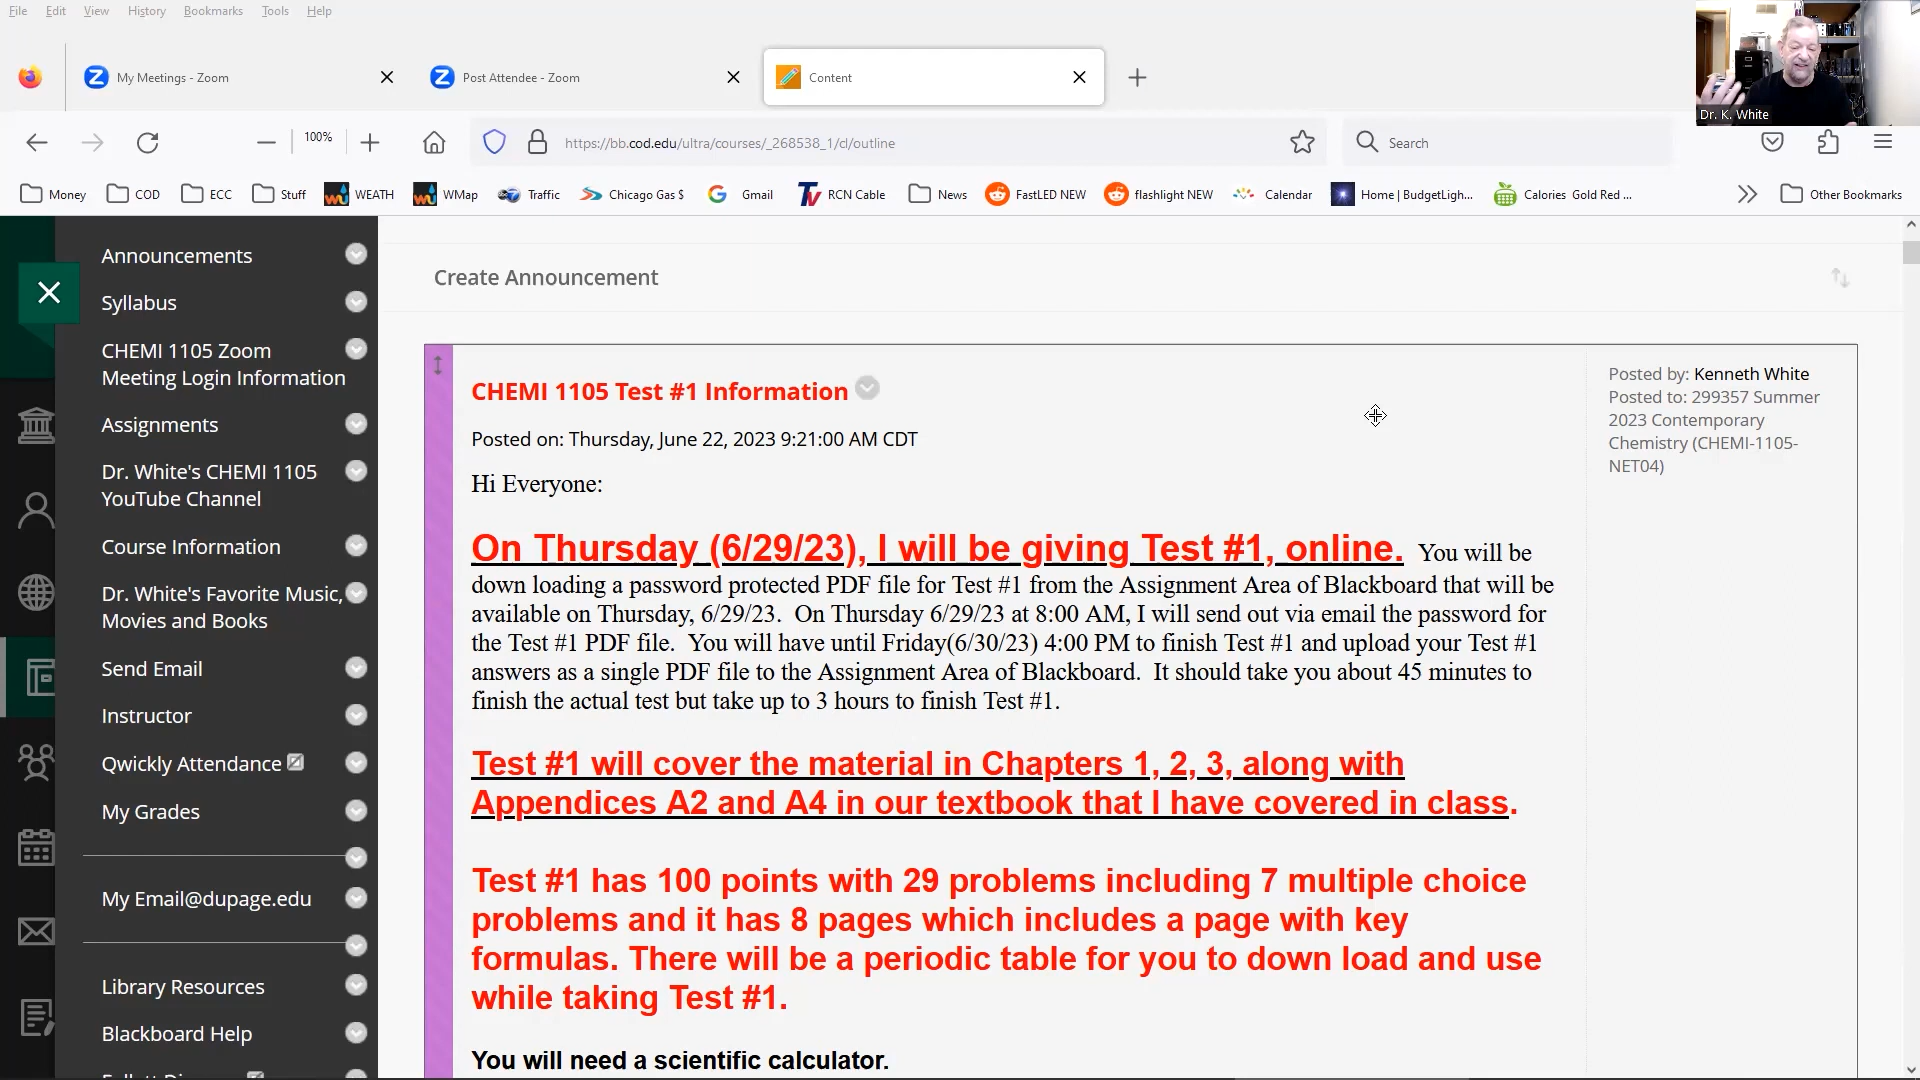 File Edit View History Bookmarks Tools Help
My Meetings - Zoom
Post Attendee - Zoom
Content
100%
https://bb.cod.edu/ultra/courses/_268538_1/cl/outline
Search
Dr. K. White
Money COD ECC Stuff WEATH WMap Traffic Chicago Gas $ Gmail RCN Cable News FastLED NEW flashlight NEW Calendar Home | BudgetLigh... Calories Gold Red ... Other Bookmarks
Announcements
Syllabus
CHEMI 1105 Zoom
Meeting Login Information
Assignments
Dr. White's CHEMI 1105
YouTube Channel
Course Information
Dr. White's Favorite Music,
Movies and Books
Send Email
Instructor
Qwickly Attendance
My Grades
My Email@dupage.edu
Library Resources
Blackboard Help
Create Announcement
CHEMI 1105 Test #1 Information
Posted on: Thursday, June 22, 2023 9:21:00 AM CDT
Hi Everyone:
On Thursday (6/29/23), I will be giving Test #1, online. You will be
down loading a password protected PDF file for Test #1 from the Assignment Area of Blackboard that will be
available on Thursday, 6/29/23. On Thursday 6/29/23 at 8:00 AM, I will send out via email the password for
the Test #1 PDF file. You will have until Friday(6/30/23) 4:00 PM to finish Test #1 and upload your Test #1
answers as a single PDF file to the Assignment Area of Blackboard. It should take you about 45 minutes to
finish the actual test but take up to 3 hours to finish Test #1.
Test #1 will cover the material in Chapters 1, 2, 3, along with
Appendices A2 and A4 in our textbook that I have covered in class.
Test #1 has 100 points with 29 problems including 7 multiple choice
problems and it has 8 pages which includes a page with key
formulas. There will be a periodic table for you to down load and use
while taking Test #1.
You will need a scientific calculator.
Posted by: Kenneth White
Posted to: 299357 Summer
2023 Contemporary
Chemistry (CHEMI-1105-
NET04)